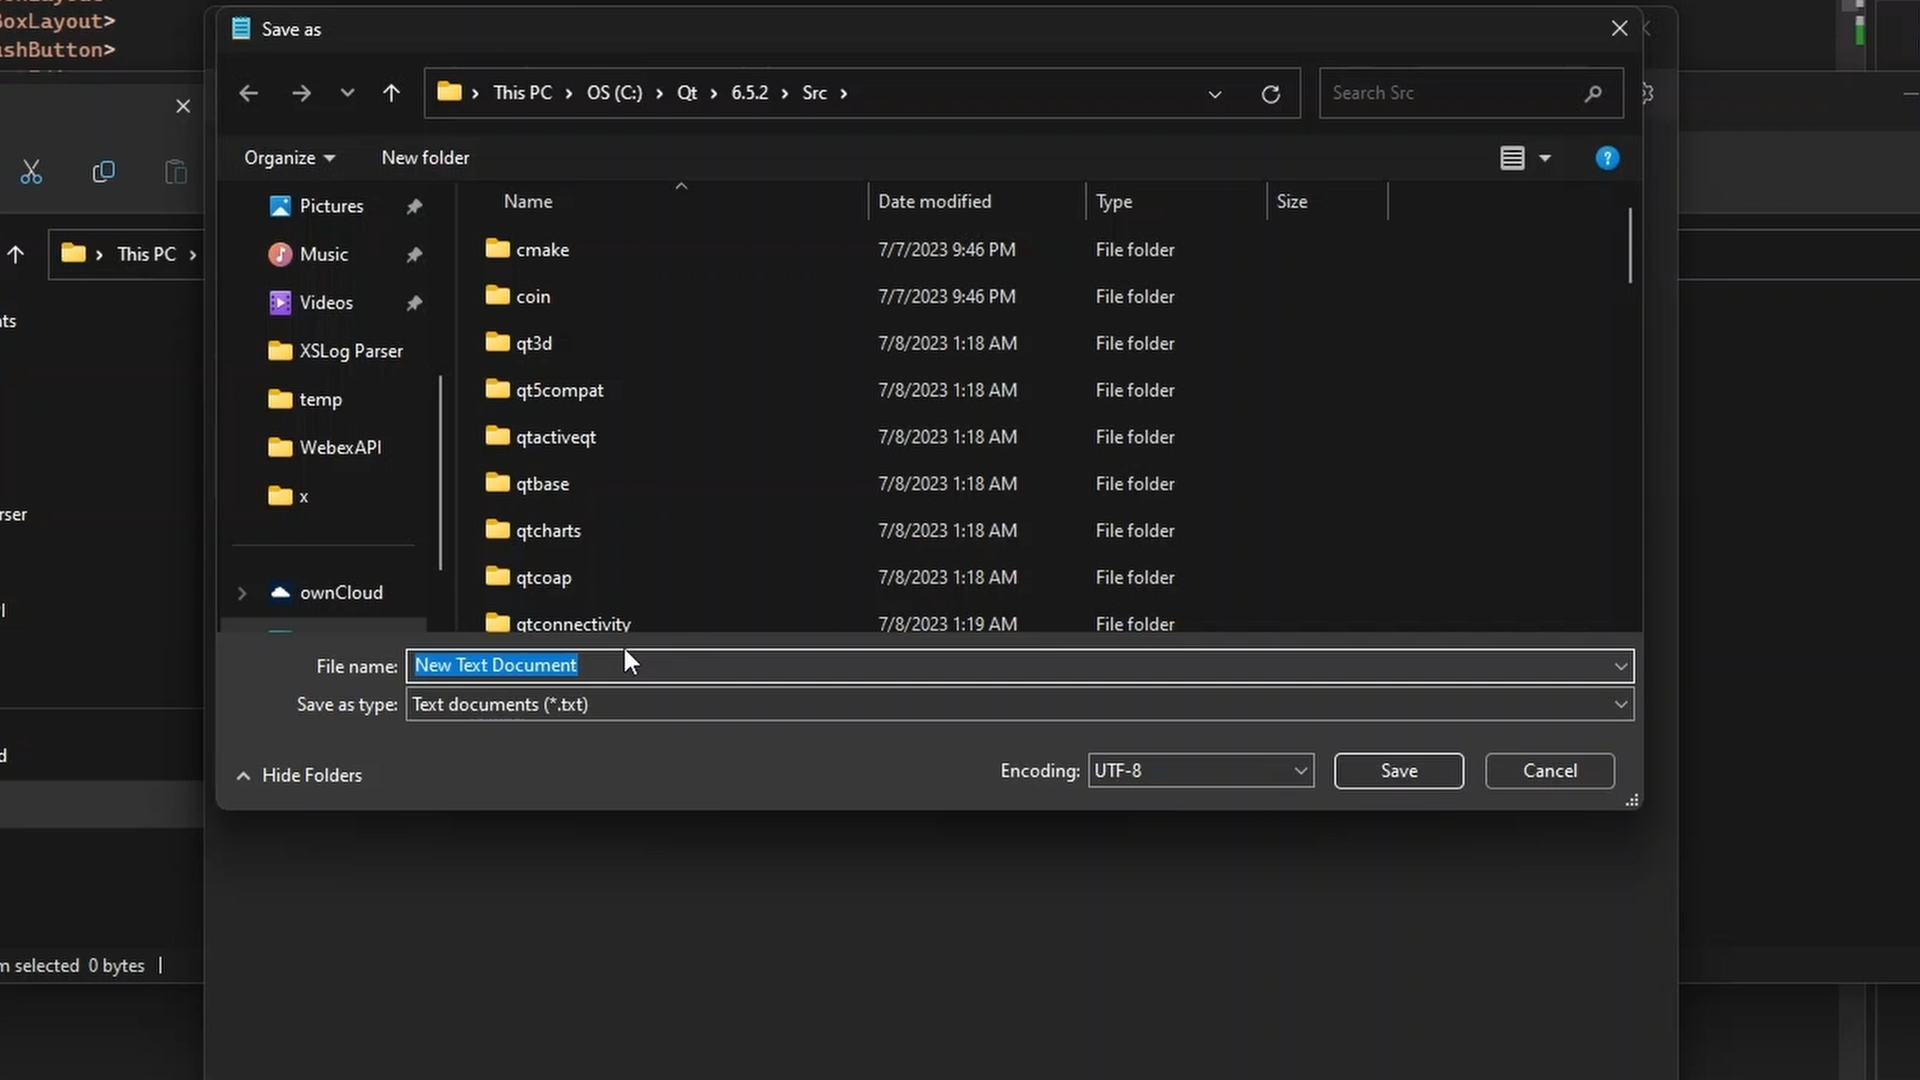 BoxLayout>
ushButton>
Save as
This PC
OS (C:)
Qt
6.5.2
Src
Search Src
Organize
New folder
This PC
nts
rser
d
m selected 0 bytes
Pictures
Music
Videos
XSLog Parser
temp
WebexAPI
x
ownCloud
Name Date modified Type Size
cmake 7/7/2023 9:46 PM File folder
coin 7/7/2023 9:46 PM File folder
qt3d 7/8/2023 1:18 AM File folder
qt5compat 7/8/2023 1:18 AM File folder
qtactiveqt 7/8/2023 1:18 AM File folder
qtbase 7/8/2023 1:18 AM File folder
qtcharts 7/8/2023 1:18 AM File folder
qtcoap 7/8/2023 1:18 AM File folder
qtconnectivity 7/8/2023 1:19 AM File folder
File name: New Text Document
Save as type: Text documents (*.txt)
Hide Folders
Encoding: UTF-8
Save
Cancel